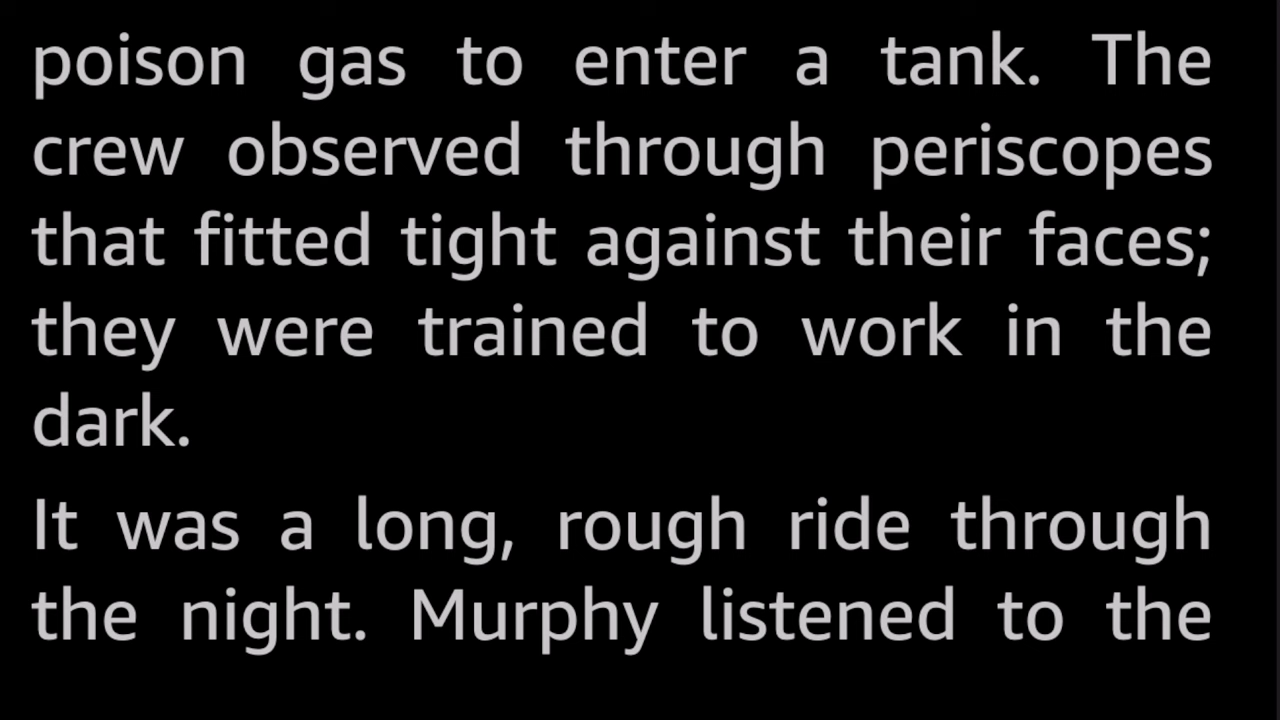 poison gas to enter a tank. The
crew observed through periscopes
that fitted tight against their faces;
they were trained to work in the
dark.
It was a long, rough ride through
the night. Murphy listened to the